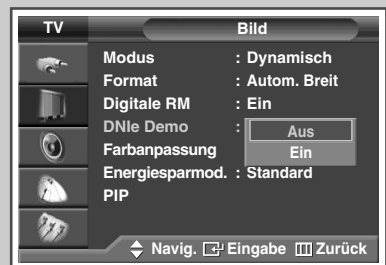 TV Bild
Modus : Dynamisch
Format : Autom. Breit
Digitale RM : Ein
DNIe Demo : Aus
Farbanpassung Ein
Energiesparmod. : Standard
PIP
Navig. Eingabe Zurück